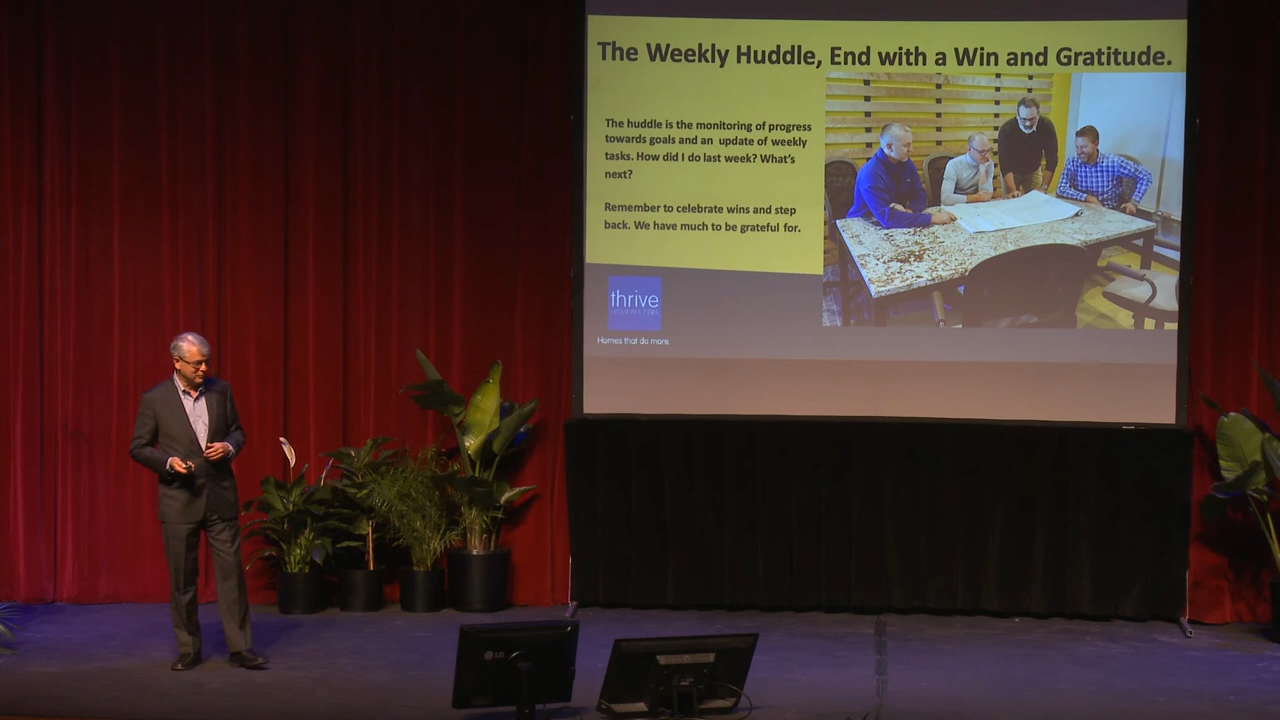 The Weekly Huddle, End with a Win and Gratitude.
The huddle is the monitoring of progress
towards goals and an update of weekly
tasks. How did I do last week? What's
next?
Remember to celebrate wins and step
back. We have much to be grateful for.
thrive
HOME BUILDERS
Homes that do more.
LG